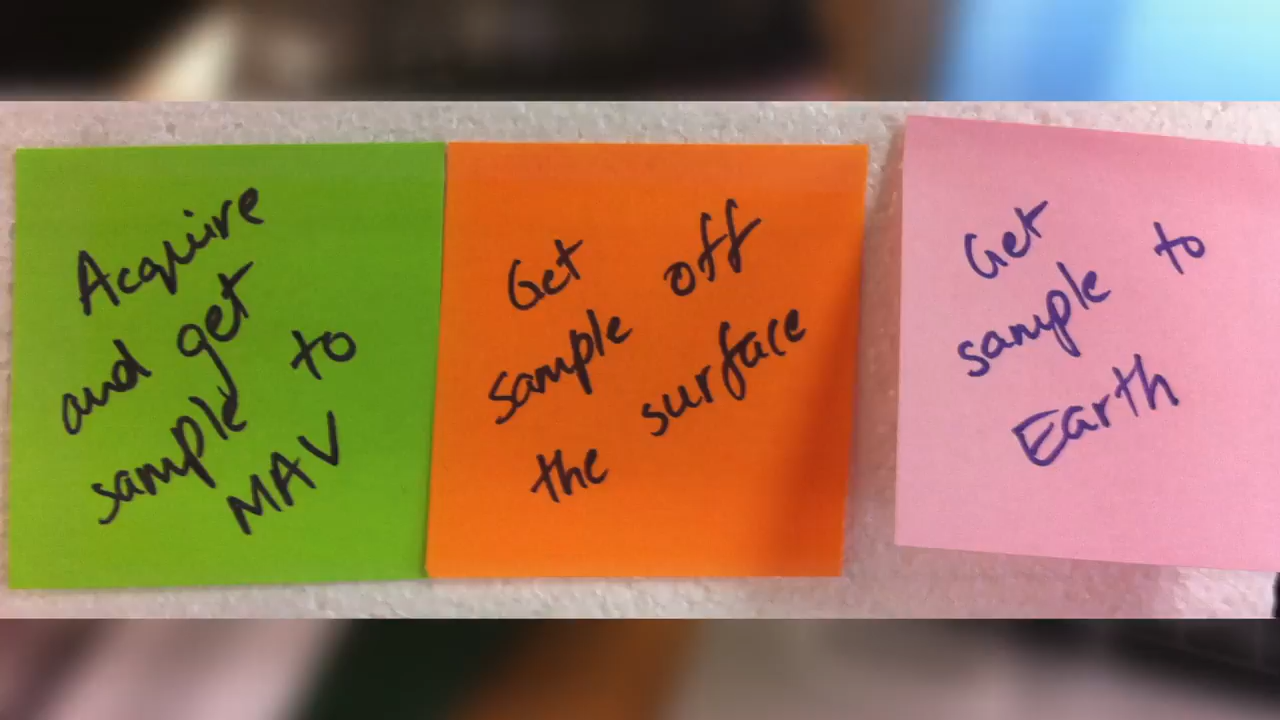 Acquire
and get
sample to
MAV
Get
sample off
the surface
Get
sample to
Earth